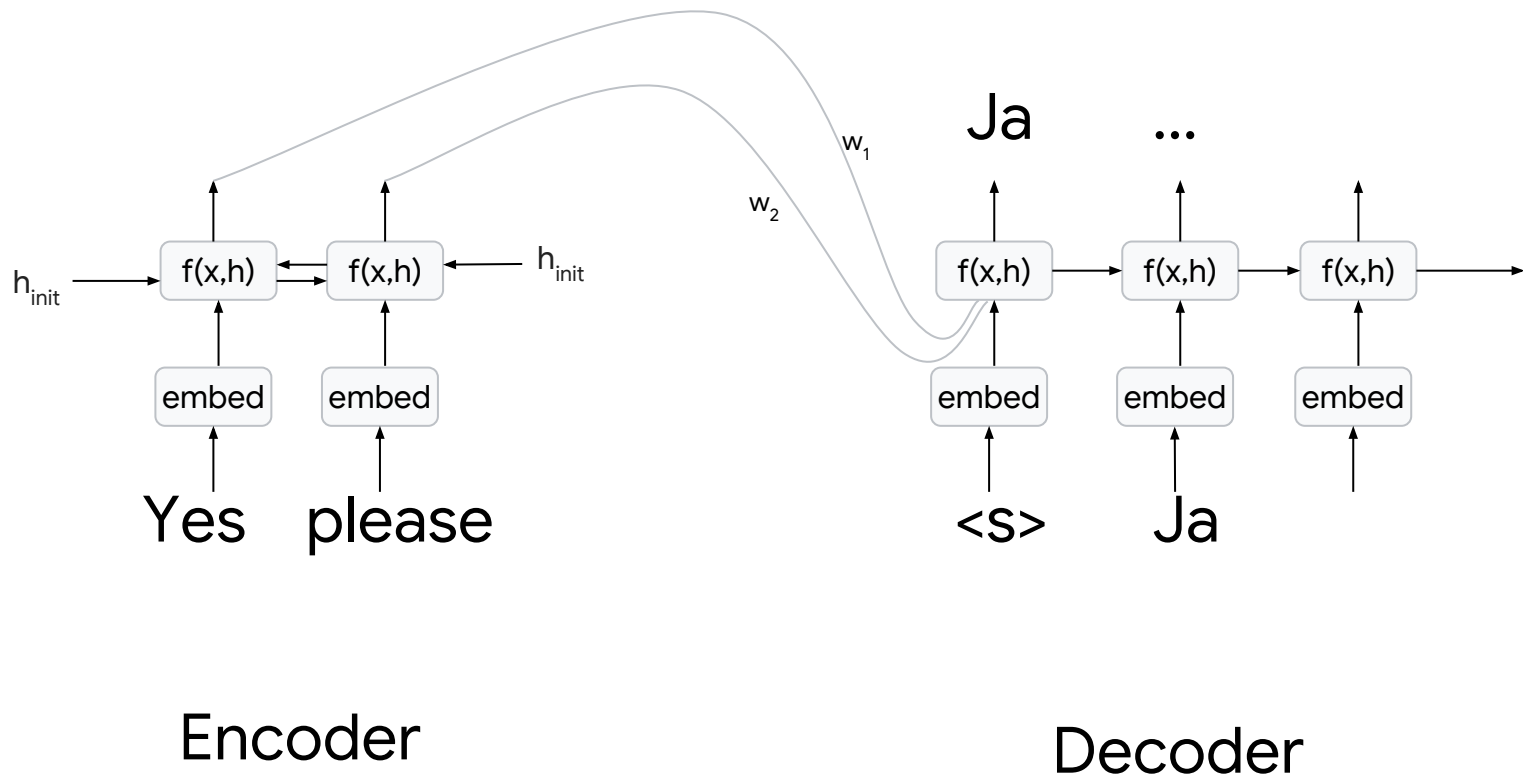 Ja ...
w1
w2
hinit f(x,h) f(x,h) hinit f(x,h) f(x,h) f(x,h)
embed embed embed embed embed
Yes please <s> Ja
Encoder Decoder